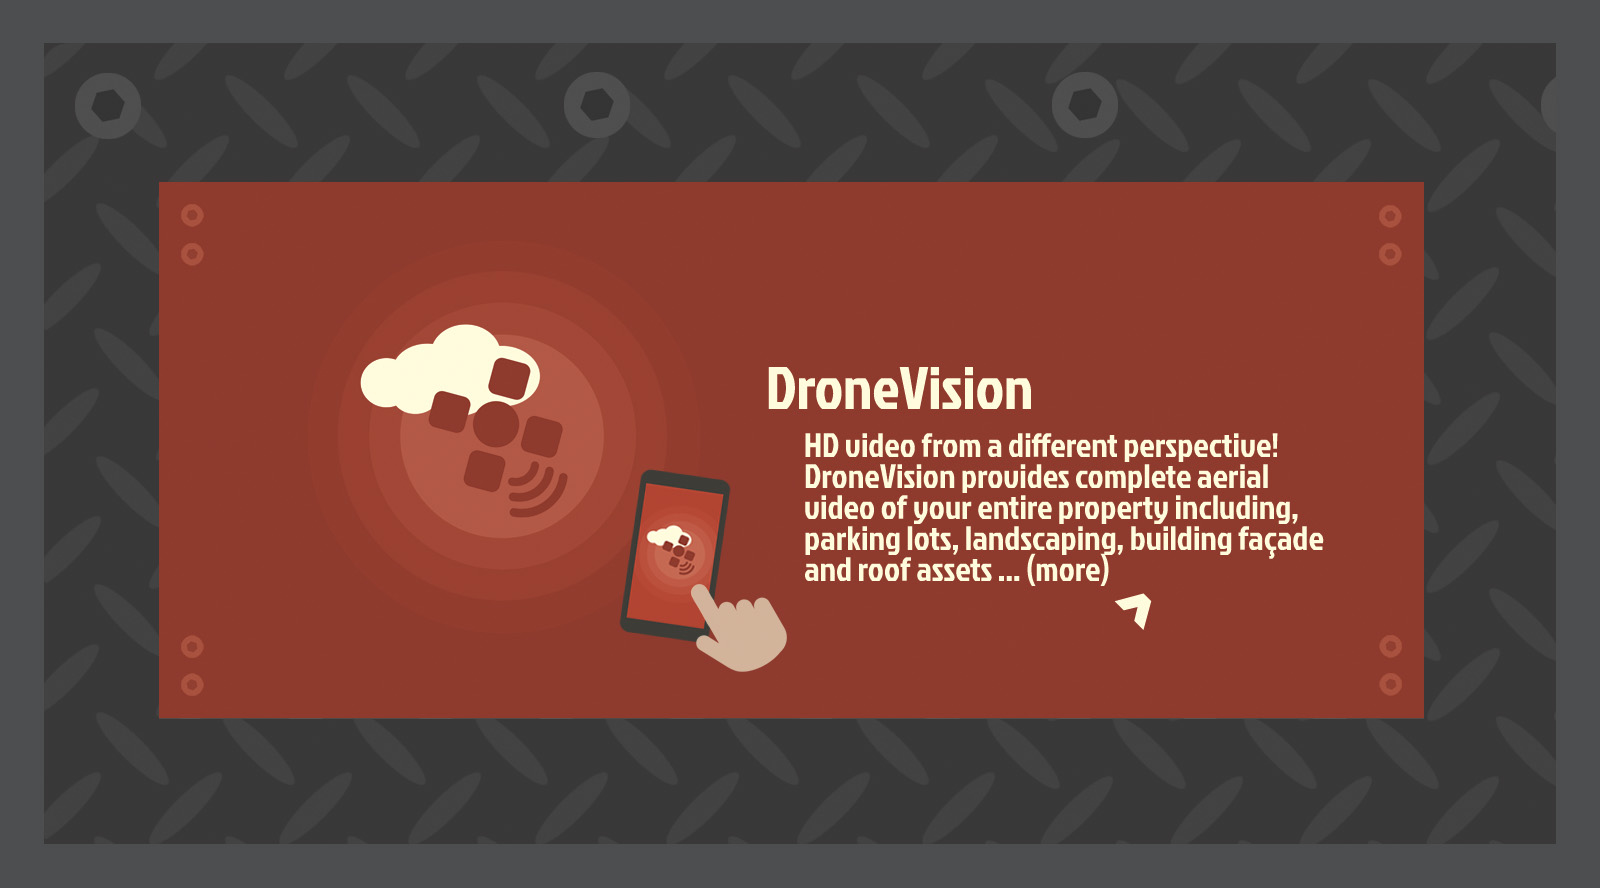 DroneVision
HD video from a different perspective!
DroneVision provides complete aerial
video of your entire property including,
parking lots, landscaping, building façade
and roof assets ... (more)